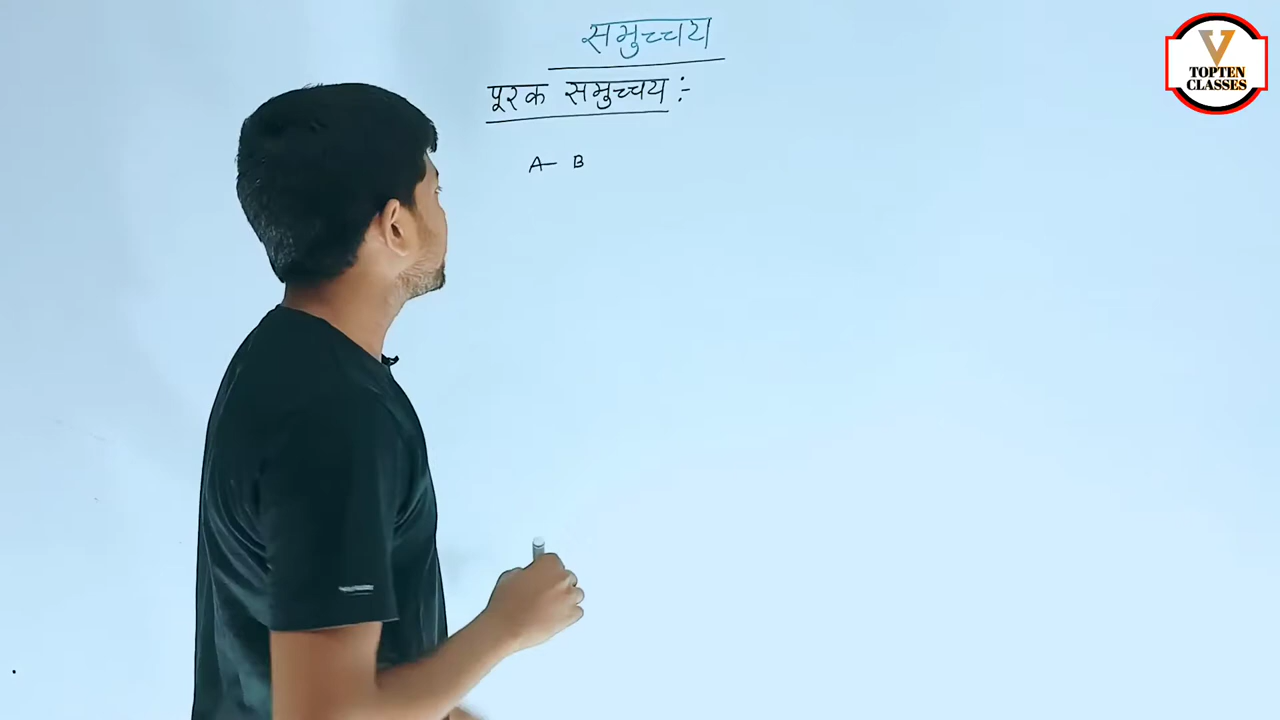 समुच्चय
पूरक समुच्चय :-
A - B
V
TOPTEN
CLASSES